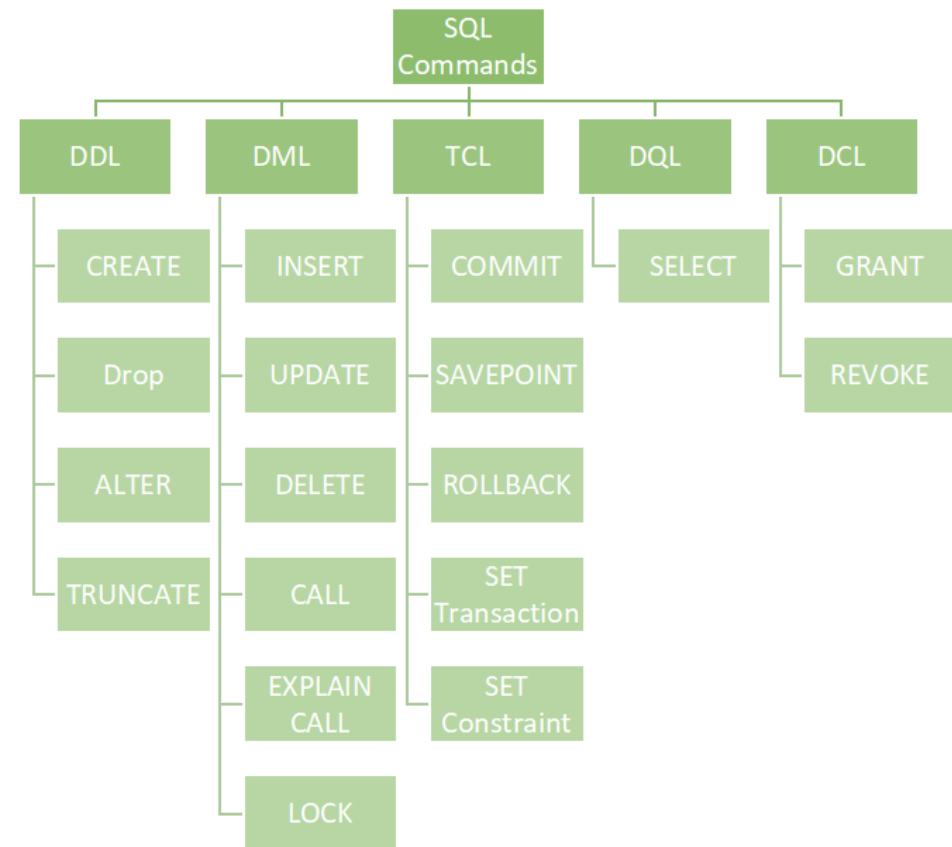 SQL
Commands
DDL
DML
TCL
DQL
DCL
CREATE
INSERT
COMMIT
SELECT
GRANT
Drop
UPDATE
SAVEPOINT
REVOKE
ALTER
DELETE
ROLLBACK
TRUNCATE
CALL
SET
Transaction
EXPLAIN
CALL
SET
Constraint
LOCK